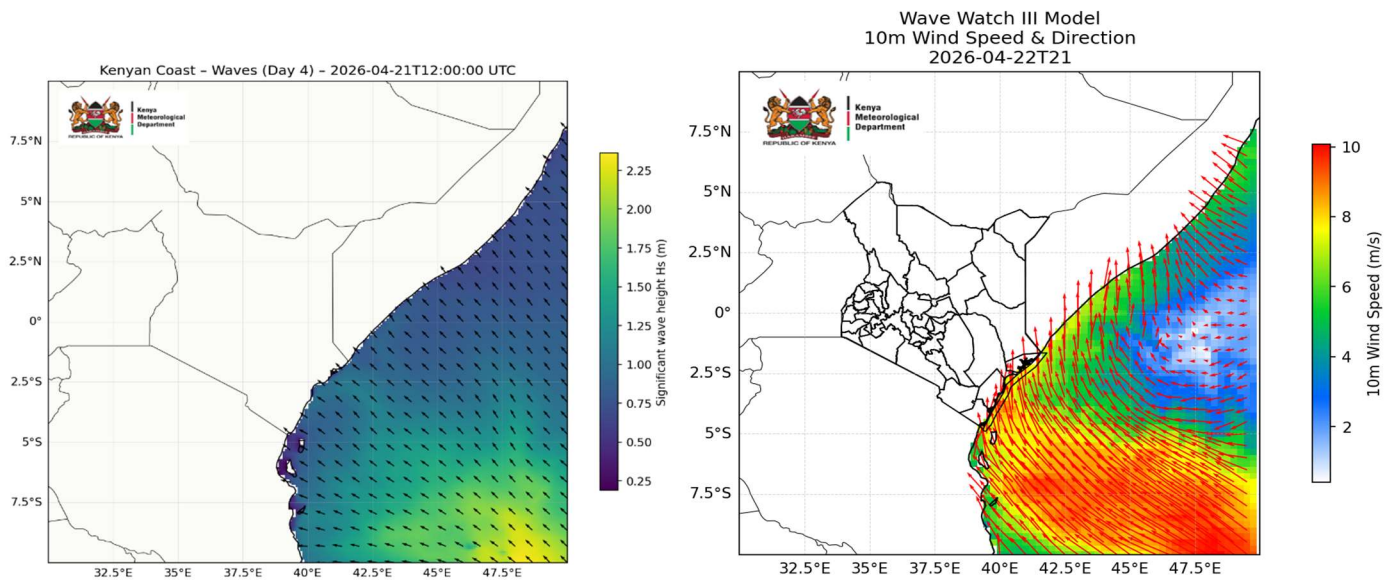 Kenyan Coast – Waves (Day 4) – 2026-04-21T12:00:00 UTC
Kenya
Meteorological
Department
REPUBLIC OF KENYA
7.5°N
5°N
2.5°N
0°
2.5°S
5°S
7.5°S
32.5°E
35°E
37.5°E
40°E
42.5°E
45°E
47.5°E
2.25
2.00
1.75
1.50
1.25
1.00
0.75
0.50
0.25
Significant wave height Hs (m)
Wave Watch III Model
10m Wind Speed & Direction
2026-04-22T21
Kenya
Meteorological
Department
REPUBLIC OF KENYA
7.5°N
5°N
2.5°N
0°
2.5°S
5°S
7.5°S
32.5°E
35°E
37.5°E
40°E
42.5°E
45°E
47.5°E
10
8
6
4
2
10m Wind Speed (m/s)